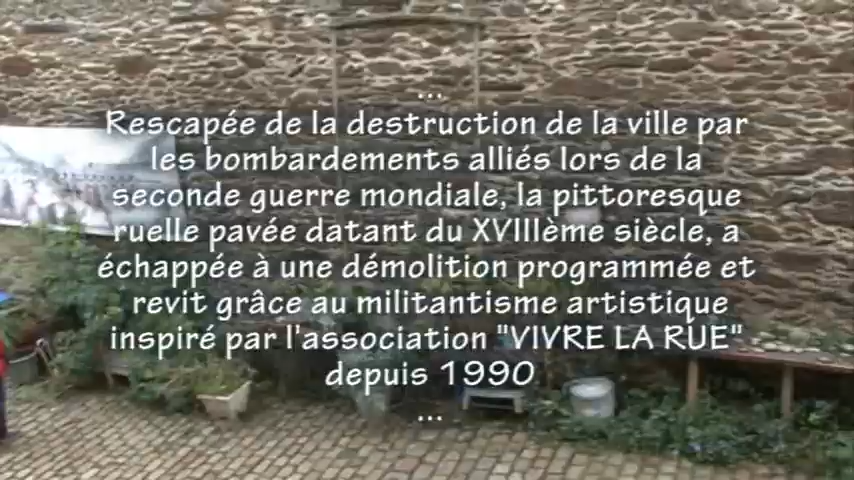 ...
Rescapée de la destruction de la ville par
les bombardements alliés lors de la
seconde guerre mondiale, la pittoresque
ruelle pavée datant du XVIIIème siècle, a
échappée à une démolition programmée et
revit grâce au militantisme artistique
inspiré par l'association "VIVRE LA RUE"
depuis 1990
...